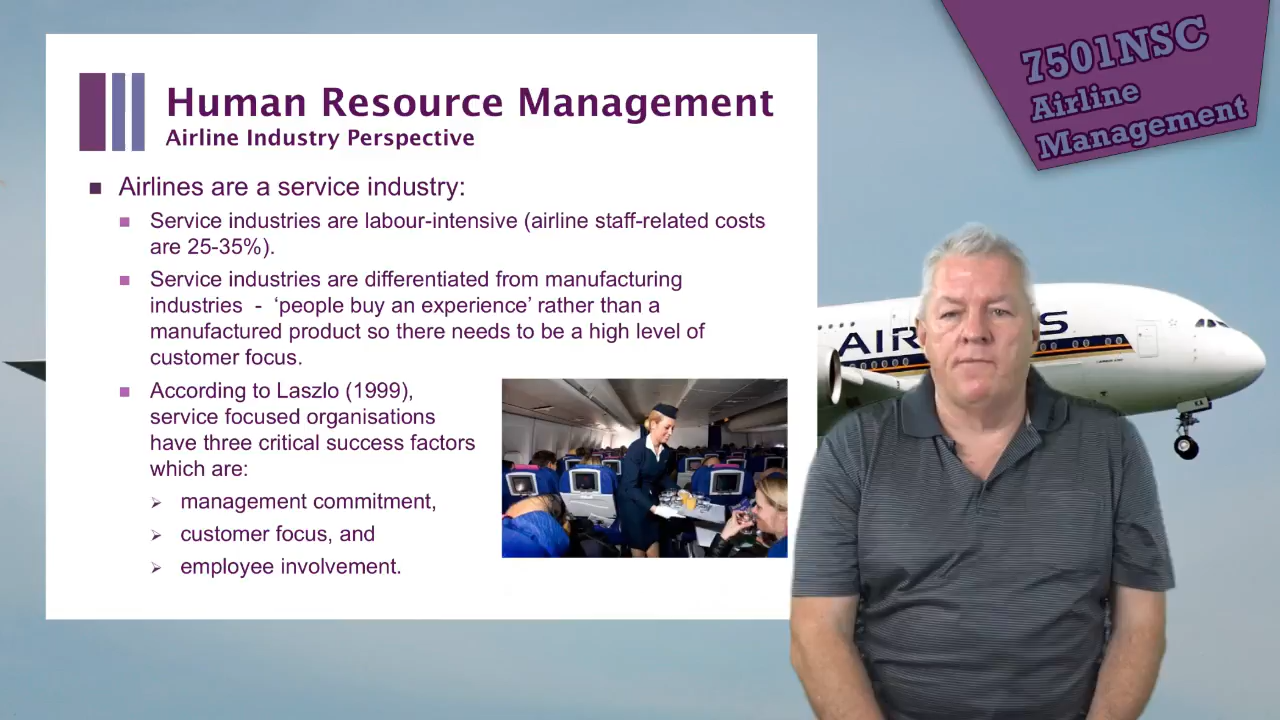 Human Resource Management
Airline Industry Perspective
Airlines are a service industry:
Service industries are labour-intensive (airline staff-related costs
are 25-35%).
Service industries are differentiated from manufacturing
industries - ‘people buy an experience’ rather than a
manufactured product so there needs to be a high level of
customer focus.
According to Laszlo (1999),
service focused organisations
have three critical success factors
which are:
management commitment,
customer focus, and
employee involvement.
7501NSC
Airline
Management